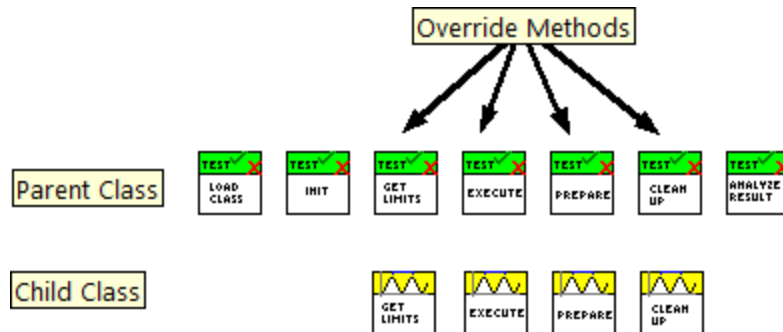 Override Methods
TEST TEST TEST TEST TEST TEST TEST
Parent Class
LOAD CLASS
INIT
GET LIMITS
EXECUTE
PREPARE
CLEAN UP
ANALYZE RESULT
Child Class
GET LIMITS
EXECUTE
PREPARE
CLEAN UP